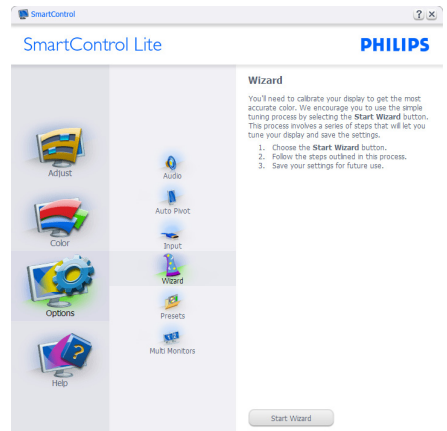 SmartControl
SmartControl Lite
PHILIPS
Adjust
Color
Options
Help
Audio
Auto Pivot
Input
Wizard
Presets
Multi Monitors
Wizard
You'll need to calibrate your display to get the most
accurate color. We encourage you to use the simple
tuning process by selecting the Start Wizard button.
This process involves a series of steps that will let you
tune your display and save the settings.
1. Choose the Start Wizard button.
2. Follow the steps outlined in this process.
3. Save your settings for future use.
Start Wizard